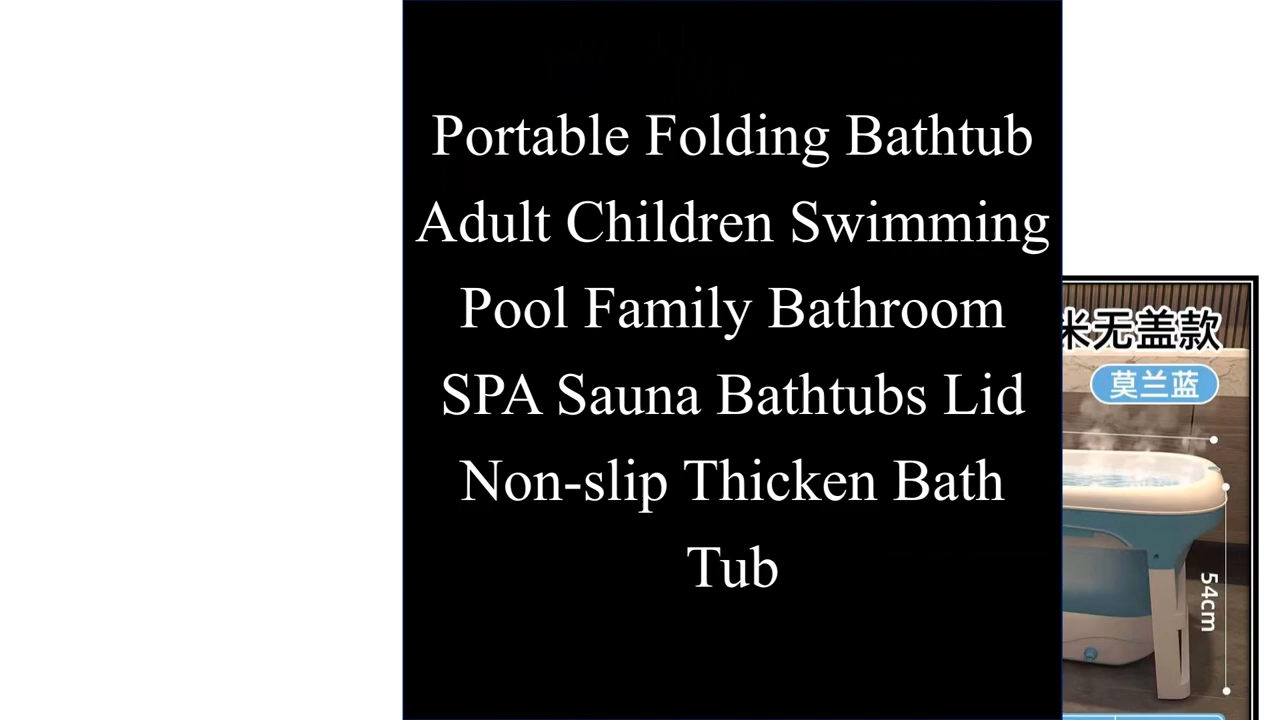 Portable Folding Bathtub
Adult Children Swimming
Pool Family Bathroom
SPA Sauna Bathtubs Lid
Non-slip Thicken Bath
Tub
米无盖款
莫兰蓝
54cm